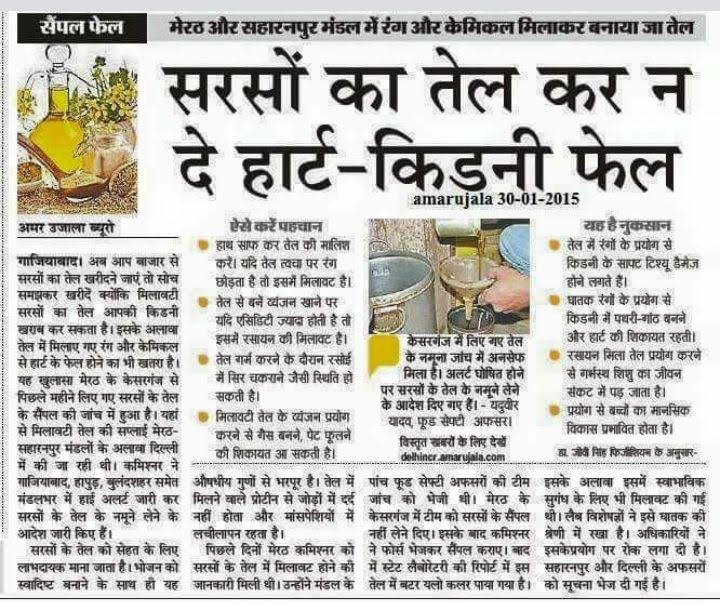 सैंपल फेल
मेरठ और सहारनपुर मंडल में रंग और केमिकल मिलाकर बनाया जा तेल
सरसों का तेल कर न
दे हार्ट-किडनी फेल
amarujala 30-01-2015
अमर उजाला ब्यूरो
गाजियाबाद। अब आप बाजार से
सरसों का तेल खरीदने जाएं तो सोच
समझकर खरीदें क्योंकि मिलावटी
सरसों का तेल आपकी किडनी
खराब कर सकता है। इसके अलावा
तेल में मिलाए गए रंग और केमिकल
से हार्ट के फेल होने का भी खतरा है।
यह खुलासा मेरठ के केसरगंज से
पिछले महीने लिए गए सरसों के तेल
के सैंपल की जांच में हुआ है। यहां
से मिलावटी तेल की सप्लाई मेरठ-
सहारनपुर मंडलों के अलावा दिल्ली
में की जा रही थी। कमिश्नर ने
गाजियाबाद, हापुड़, बुलंदशहर समेत
मंडलभर में हाई अलर्ट जारी कर
सरसों के तेल के नमूने लेने के
आदेश जारी किए हैं।
सरसों के तेल को सेहत के लिए
लाभदायक माना जाता है। भोजन को
स्वादिष्ट बनाने के साथ ही यह
ऐसे करें पहचान
हाथ साफ कर तेल की मालिश
करें। यदि तेल त्वचा पर रंग
छोड़ता है तो इसमें मिलावट है।
तेल से बने व्यंजन खाने पर
यदि एसिडिटी ज्यादा होती है तो
इसमें रसायन की मिलावट है।
तेल गर्म करने के दौरान रसोई
में सिर चकराने जैसी स्थिति हो
सकती है।
मिलावटी तेल के व्यंजन प्रयोग
करने से गैस बनने, पेट फूलने
की शिकायत आ सकती है।
औषधीय गुणों से भरपूर है। तेल में
मिलने वाले प्रोटीन से जोड़ों में दर्द
नहीं होता और मांसपेशियों में
लचीलापन रहता है।
पिछले दिनों मेरठ कमिश्नर को
सरसों के तेल में मिलावट होने की
जानकारी मिली थी। उन्होंने मंडल के
केसरगंज में लिए गए तेल
के नमूना जांच में अनसेफ
मिला है। अलर्ट घोषित होने
पर सरसों के तेल के नमूने लेने
के आदेश दिए गए हैं। - यदुवीर
यादव, फूड सेफ्टी अफसर।
विस्तृत खबरों के लिए देखें
delhincr.amarujala.com
पांच फूड सेफ्टी अफसरों की टीम
जांच को भेजी थी। मेरठ के
केसरगंज में टीम को सरसों के सैंपल
नहीं लेने दिए। इसके बाद कमिश्नर
ने फोर्स भेजकर सैंपल कराए। बाद
में स्टेट लैबोरेटरी की रिपोर्ट में इस
तेल में बटर यलो कलर पाया गया है।
यह है नुकसान
तेल में रंगों के प्रयोग से
किडनी के साफ्ट टिश्यू डैमेज
होने लगते हैं।
घातक रंगों के प्रयोग से
किडनी में पथरी-गांठ बनने
और हार्ट की शिकायत रहती।
रसायन मिला तेल प्रयोग करने
से गर्भस्थ शिशु का जीवन
संकट में पड़ जाता है।
प्रयोग से बच्चों का मानसिक
विकास प्रभावित होता है।
डा. जीवी सिंह फिजीशियन के अनुसार-
इसके अलावा इसमें स्वाभाविक
सुगंध के लिए भी मिलावट की गई
थी। लैब विशेषज्ञों ने इसे घातक की
श्रेणी में रखा है। अधिकारियों ने
इसकेप्रयोग पर रोक लगा दी है।
सहारनपुर और दिल्ली के अफसरों
को सूचना भेज दी गई है।